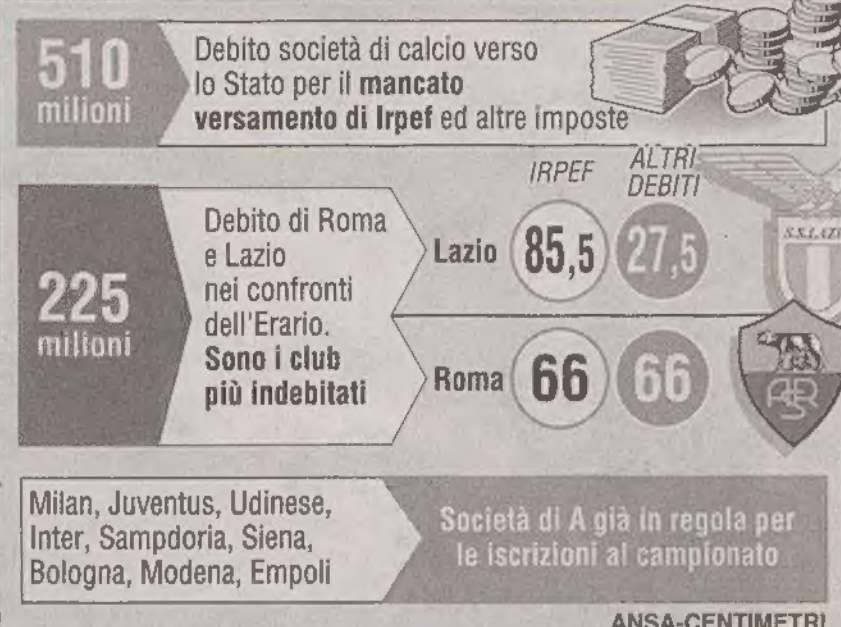 510
milioni
Debito società di calcio verso
lo Stato per il mancato
versamento di Irpef ed altre imposte
225
milioni
Debito di Roma
e Lazio
nei confronti
dell'Erario.
Sono i club
più indebitati
IRPEF
ALTRI
DEBITI
Lazio 85,5 27,5
S.S.LAZIO
Roma 66 66
ASR
Milan, Juventus, Udinese,
Inter, Sampdoria, Siena,
Bologna, Modena, Empoli
Società di A già in regola per
le iscrizioni al campionato
ANSA-CENTIMETRI